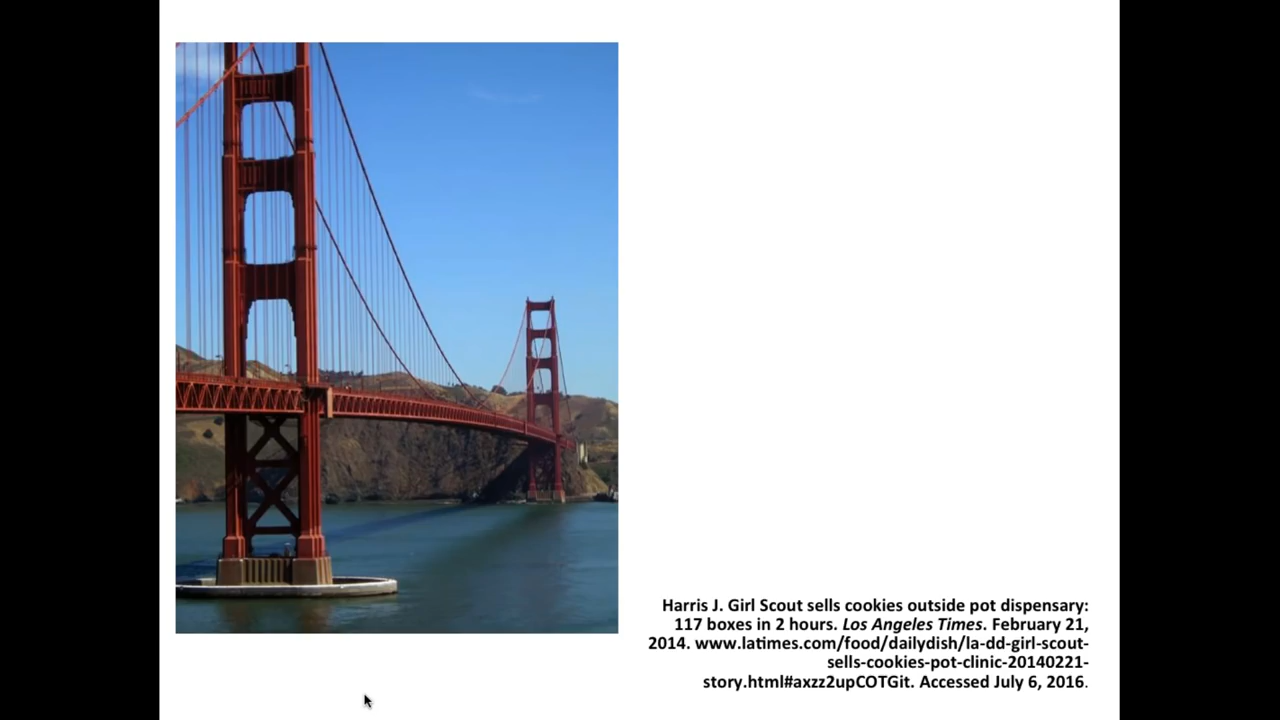 Harris J. Girl Scout sells cookies outside pot dispensary:
117 boxes in 2 hours. Los Angeles Times. February 21,
2014. www.latimes.com/food/dailydish/la-dd-girl-scout-
sells-cookies-pot-clinic-20140221-
story.html#axzz2upCOTGit. Accessed July 6, 2016.